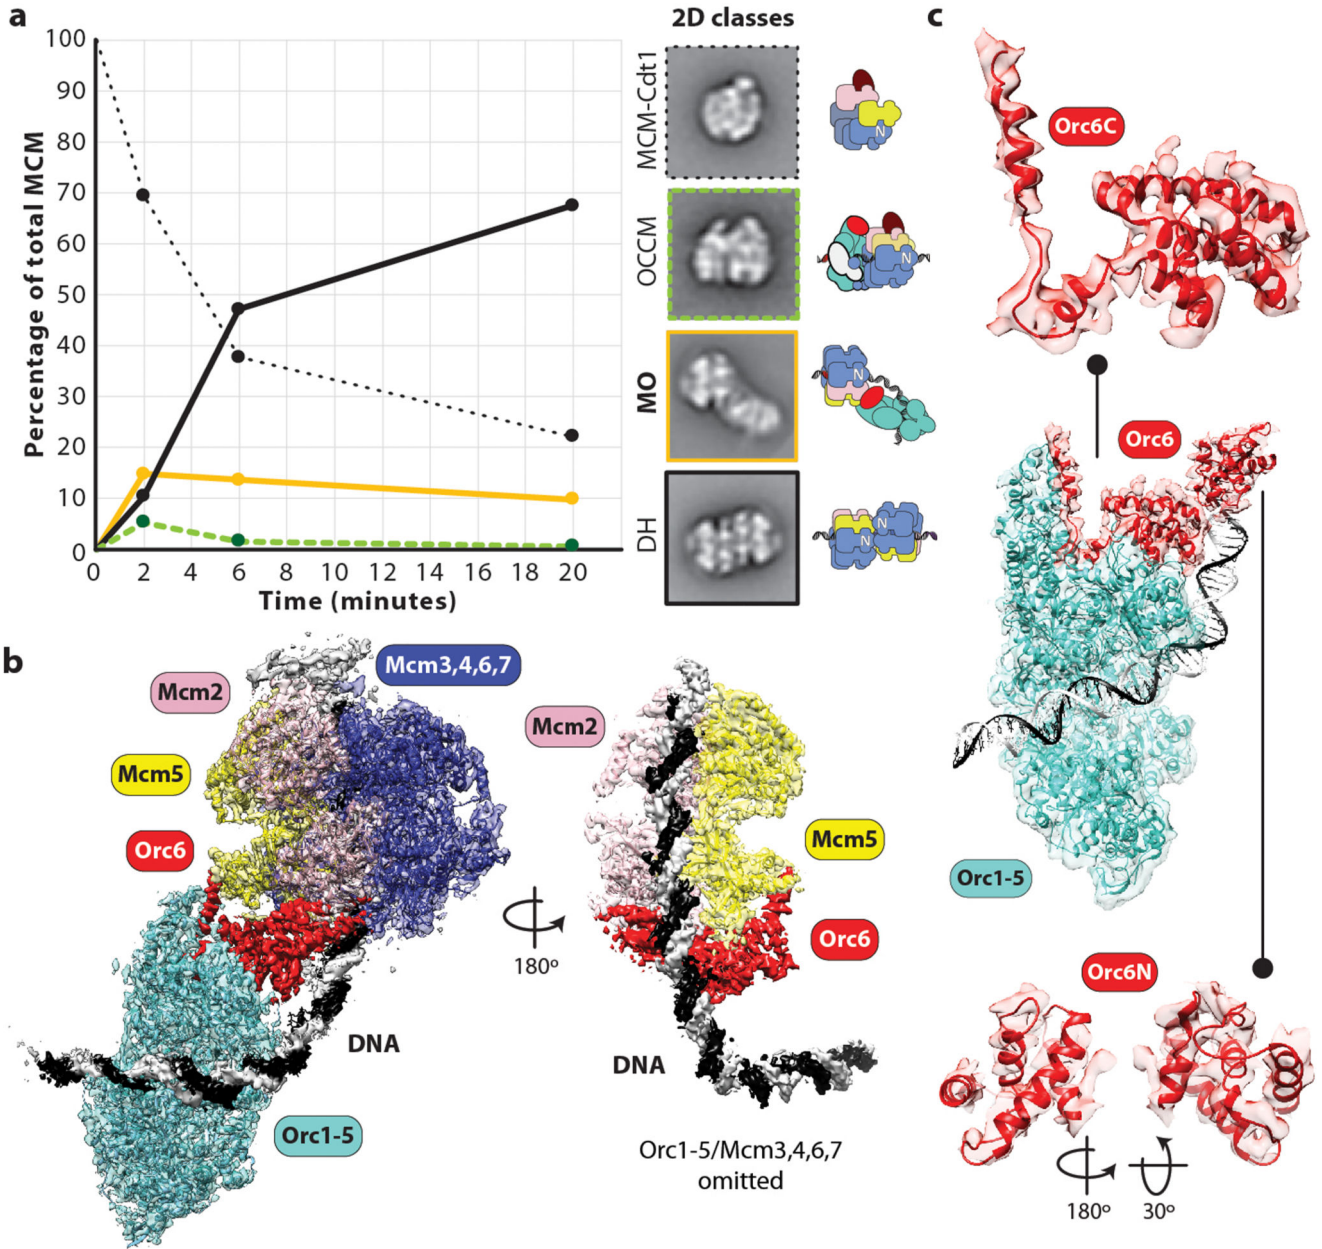 a
2D classes
c
Percentage of total MCM
100
90
80
70
60
50
40
30
20
10
0
0 2 4 6 8 10 12 14 16 18 20
Time (minutes)
MCM-Cdt1
N
OCCM
N
MO
N
DH
N
N
Orc6C
Orc6
Orc1-5
Orc6N
180º
30º
b
Mcm2
Mcm3,4,6,7
Mcm5
Orc6
DNA
Orc1-5
180º
Mcm2
Mcm5
Orc6
DNA
Orc1-5/Mcm3,4,6,7
omitted